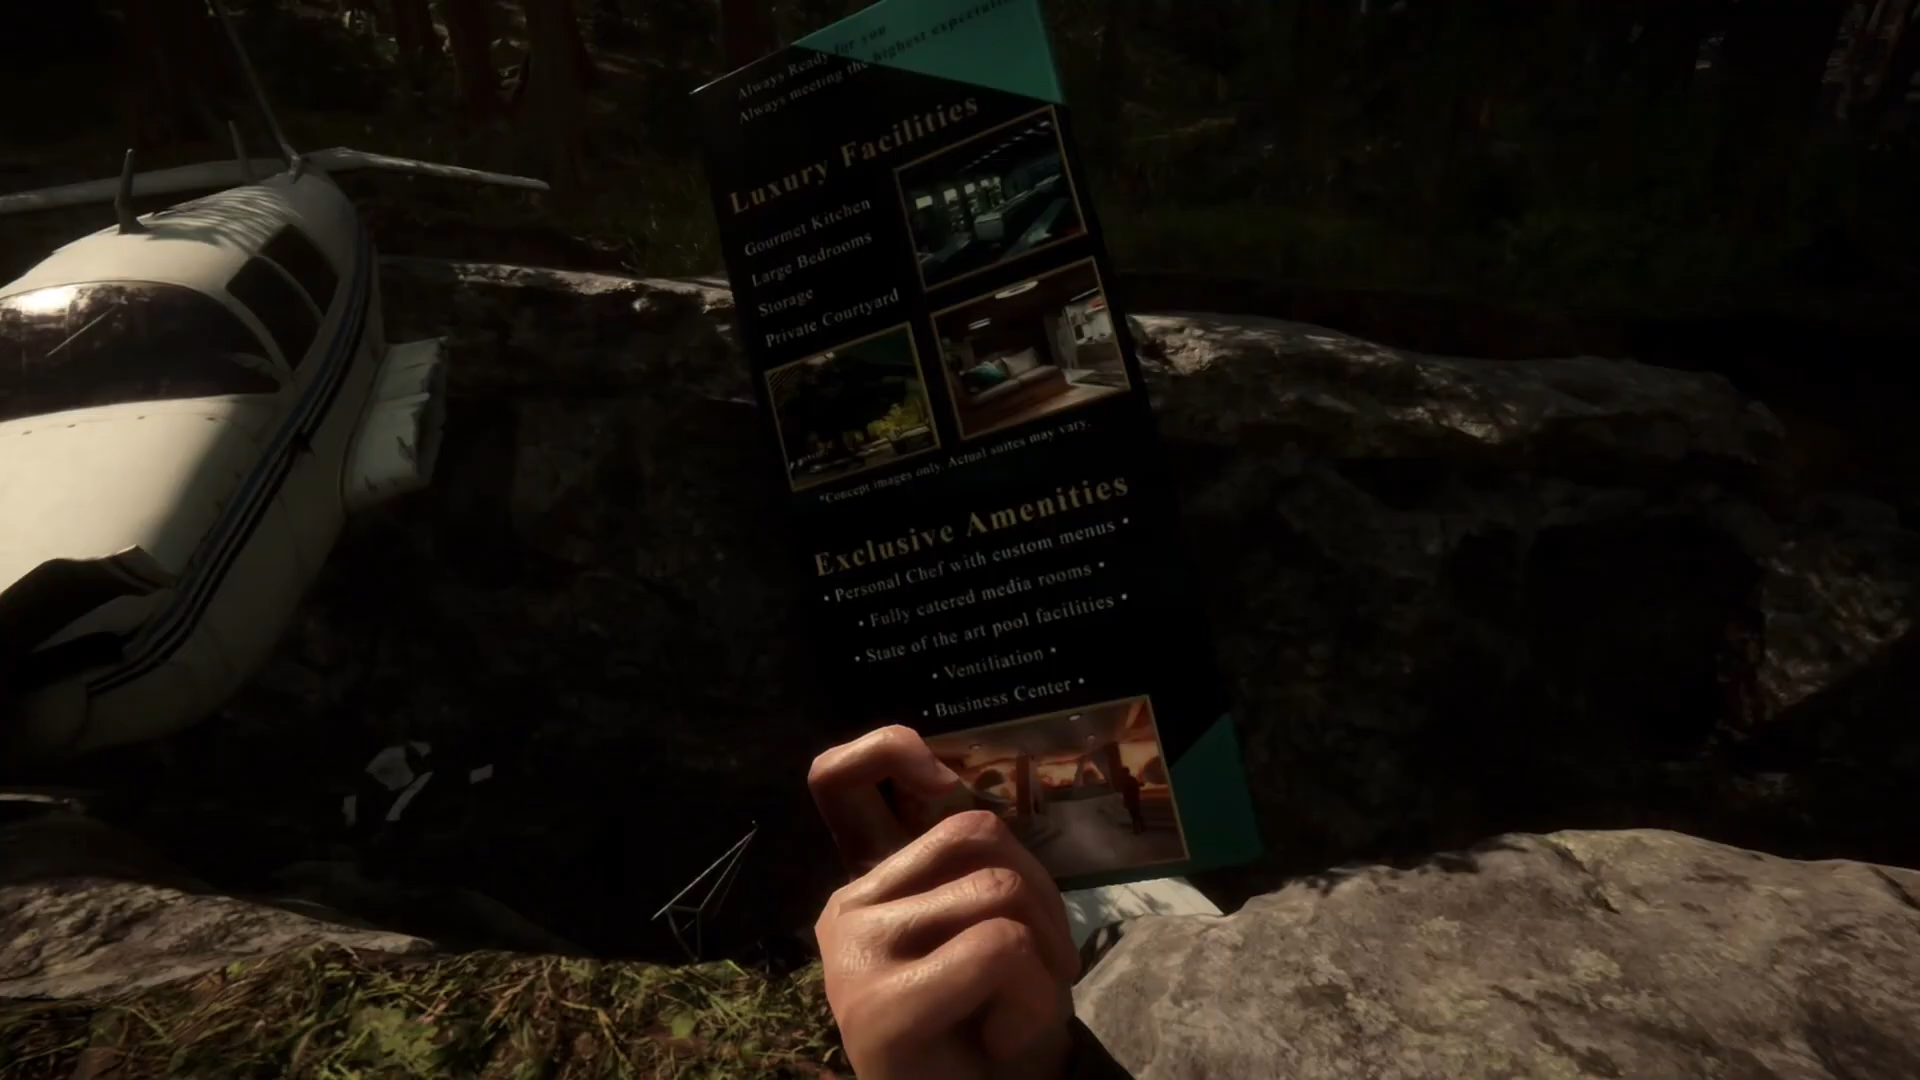 Always Ready for you
Always meeting the highest expectations
Luxury Facilities
Gourmet Kitchen
Large Bedrooms
Storage
Private Courtyard
*Concept images only. Actual suites may vary.
Exclusive Amenities
• Personal Chef with custom menus •
• Fully catered media rooms •
• State of the art pool facilities •
• Ventiliation •
• Business Center •